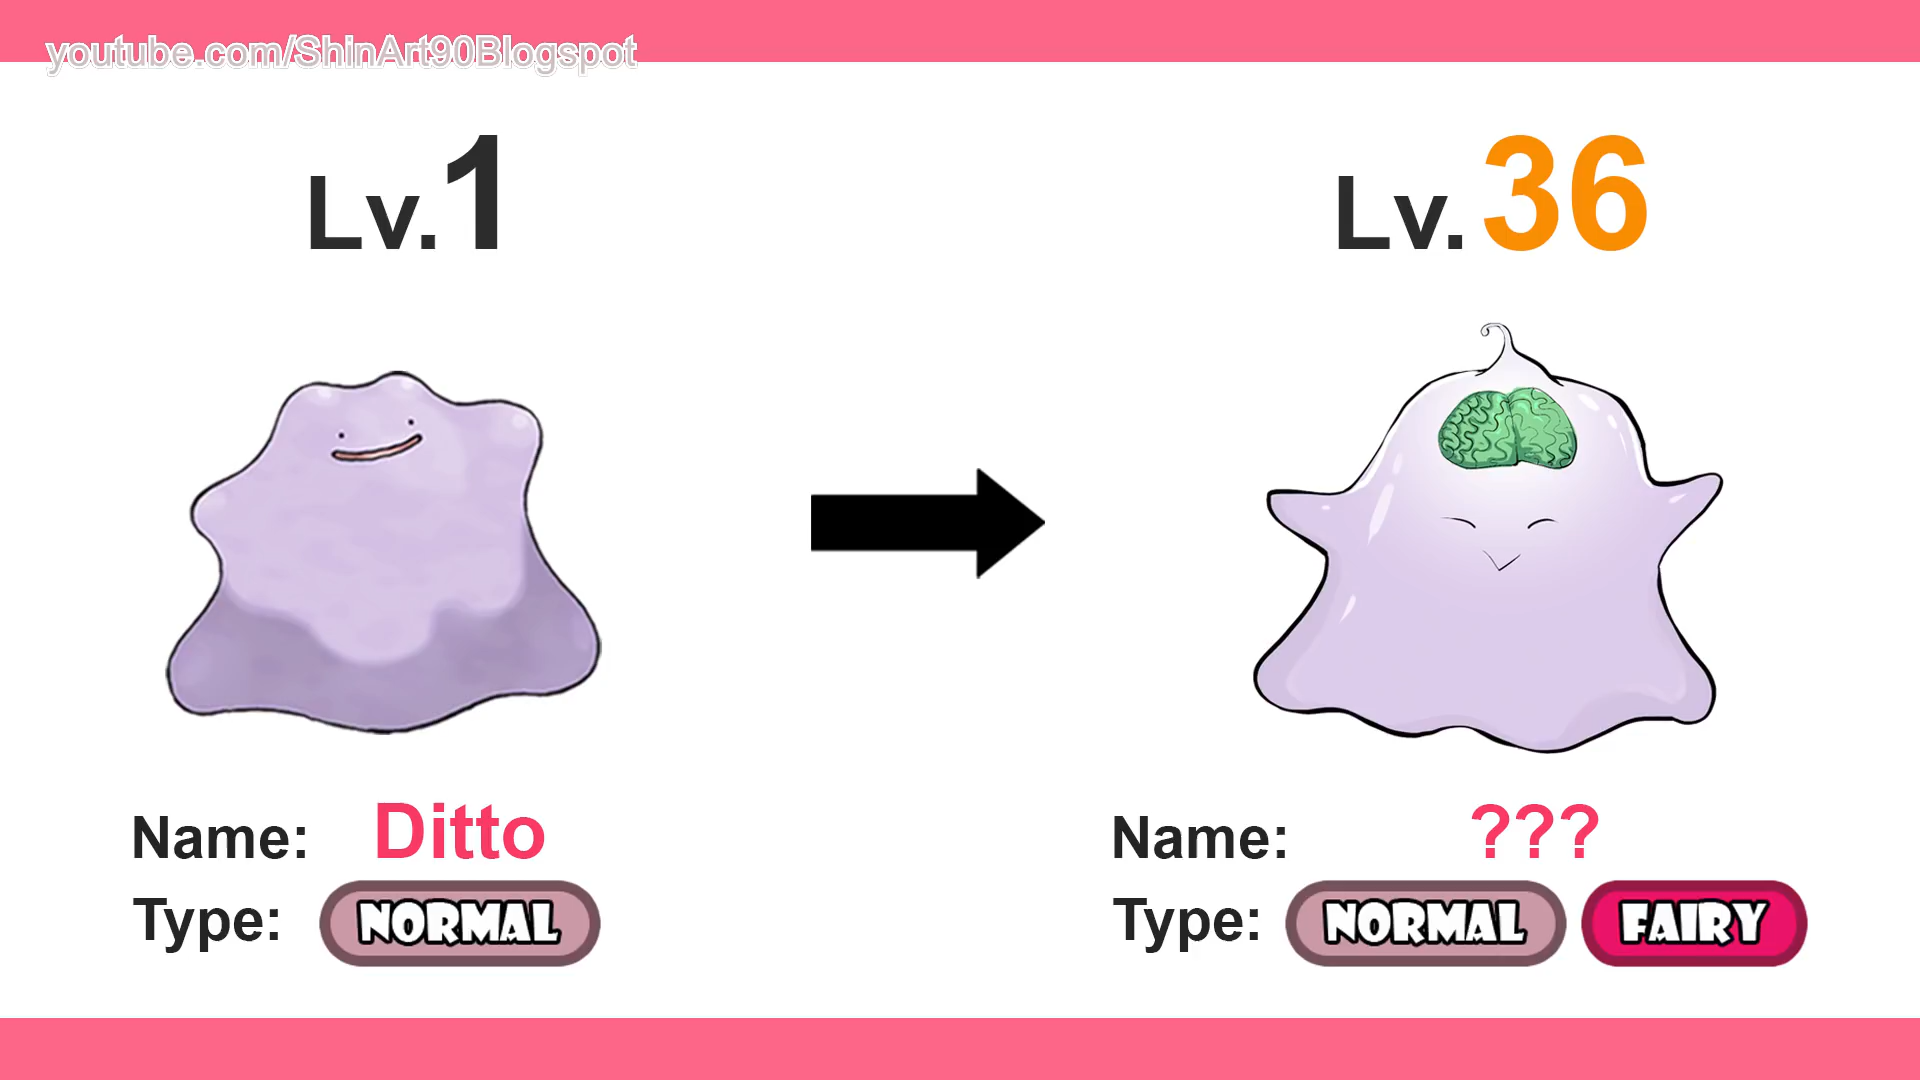 youtube.com/ShinArt90Blogspot
Lv.1
Lv.36
Name: Ditto
Type: NORMAL
Name: ???
Type: NORMAL FAIRY